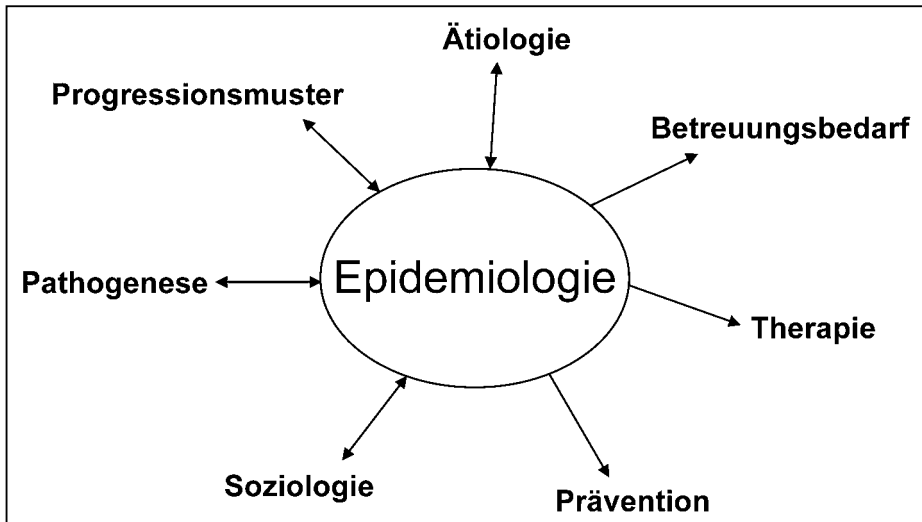 Ätiologie
Progressionsmuster
Betreuungsbedarf
Epidemiologie
Pathogenese
Therapie
Soziologie
Prävention